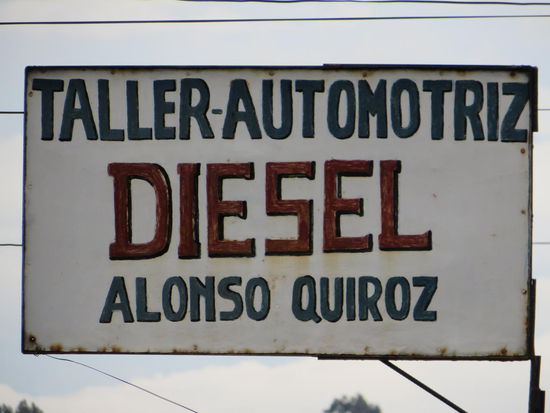 TALLER-AUTOMOTRIZ
DIESEL
ALONSO QUIROZ